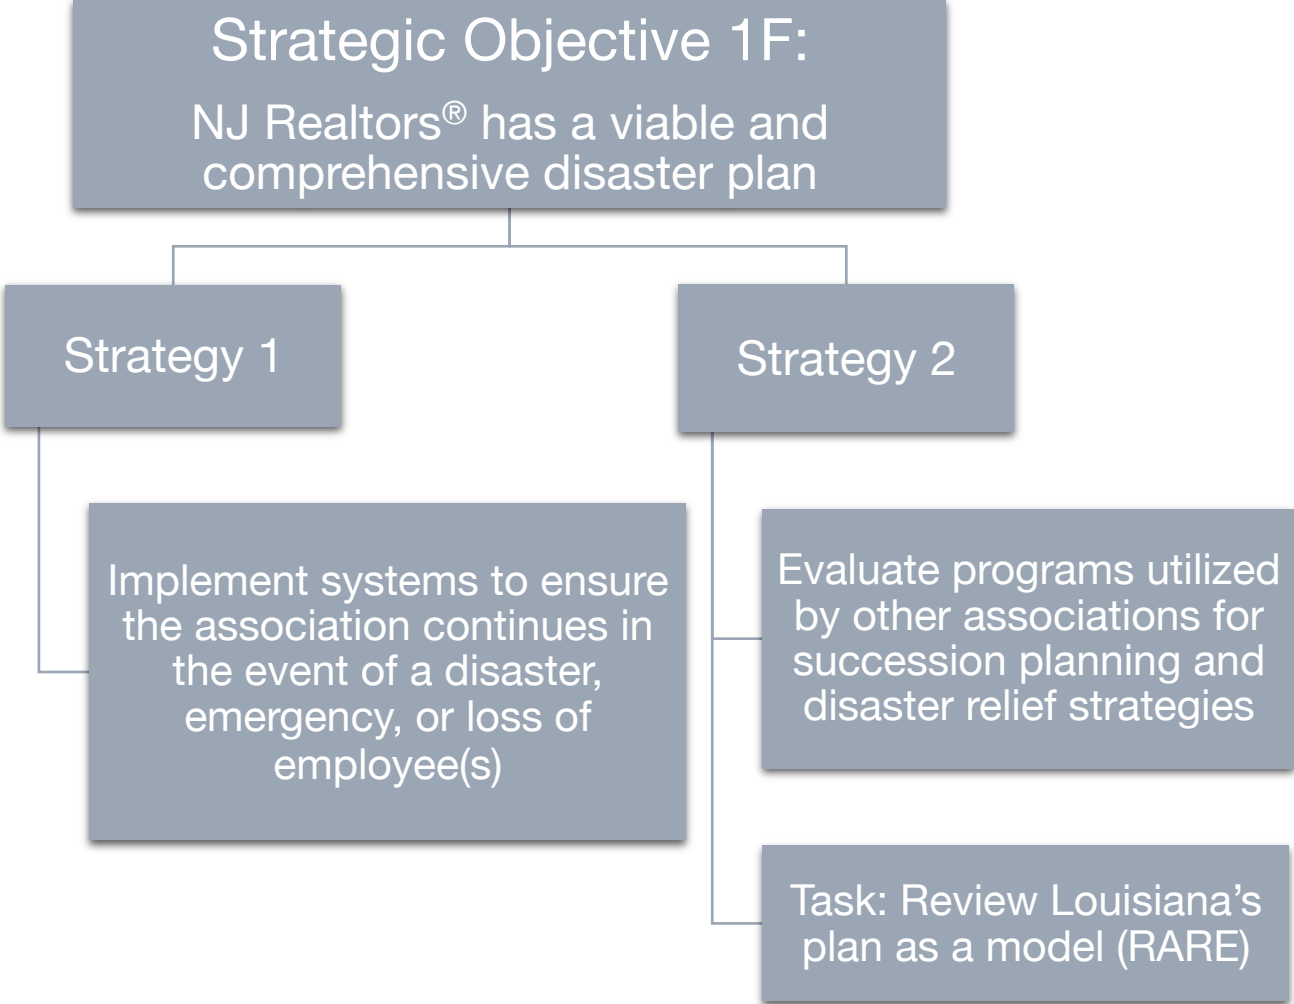 Strategic Objective 1F:
NJ Realtors® has a viable and
comprehensive disaster plan
Strategy 1
Implement systems to ensure
the association continues in
the event of a disaster,
emergency, or loss of
employee(s)
Strategy 2
Evaluate programs utilized
by other associations for
succession planning and
disaster relief strategies
Task: Review Louisiana’s
plan as a model (RARE)